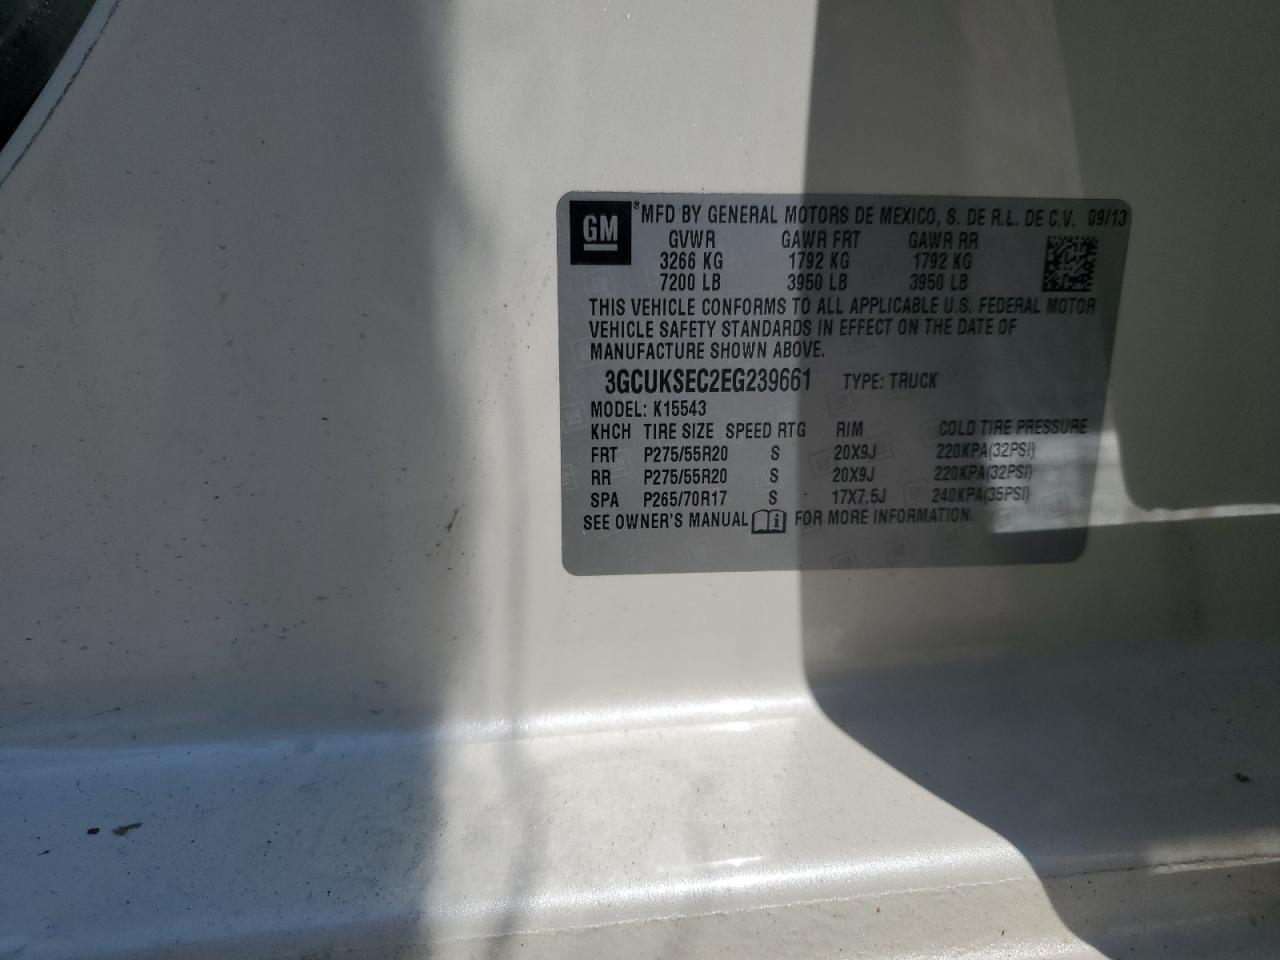 GM ® MFD BY GENERAL MOTORS DE MEXICO, S. DE R.L. DE C.V. 09/13
GVWR GAWR FRT GAWR RR
3266 KG 1792 KG 1792 KG
7200 LB 3950 LB 3950 LB
THIS VEHICLE CONFORMS TO ALL APPLICABLE U.S. FEDERAL MOTOR
VEHICLE SAFETY STANDARDS IN EFFECT ON THE DATE OF
MANUFACTURE SHOWN ABOVE.
3GCUKSEC2EG239661 TYPE: TRUCK
MODEL: K15543
KHCH TIRE SIZE SPEED RTG RIM COLD TIRE PRESSURE
FRT P275/55R20 S 20X9J 220KPA(32PSI)
RR P275/55R20 S 20X9J 220KPA(32PSI)
SPA P265/70R17 S 17X7.5J 240KPA(35PSI)
SEE OWNER'S MANUAL i FOR MORE INFORMATION.